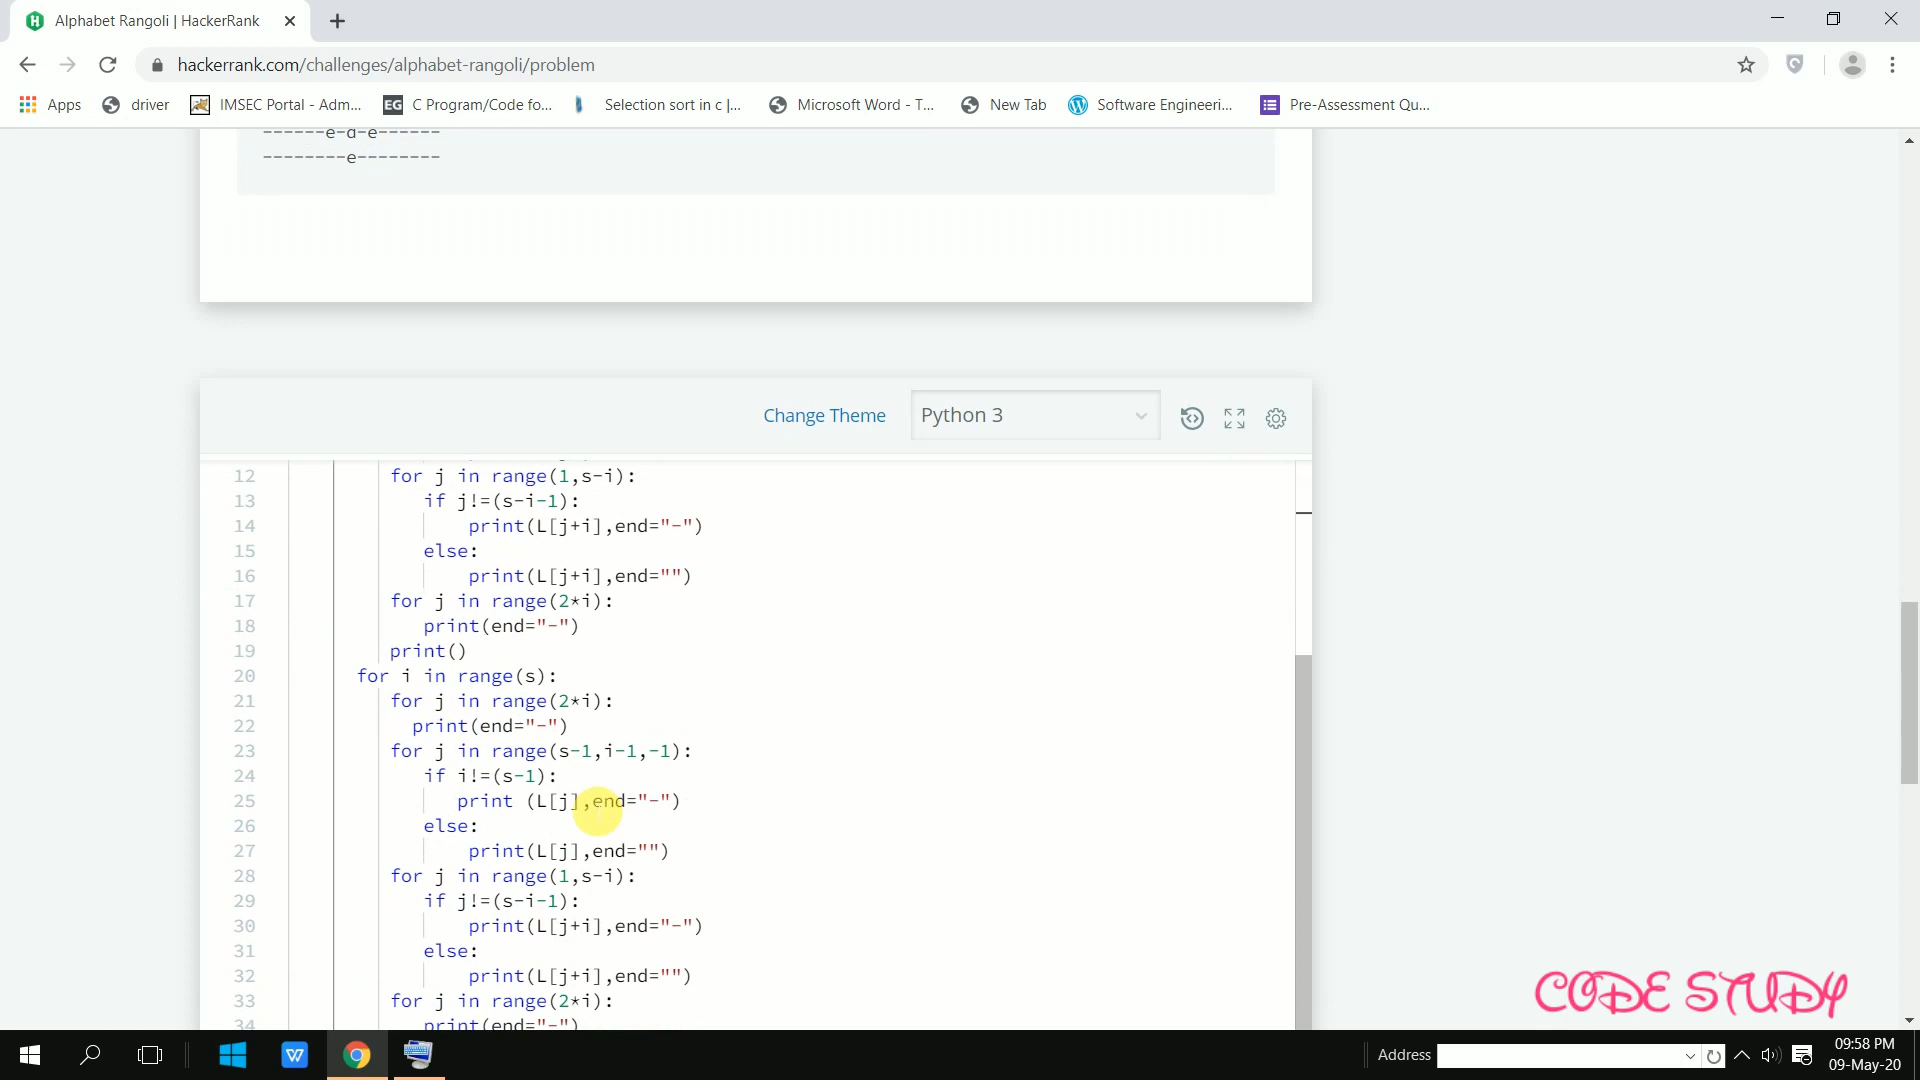 Alphabet Rangoli | HackerRank
hackerrank.com/challenges/alphabet-rangoli/problem
Apps driver IMSEC Portal - Adm... EG C Program/Code fo... Selection sort in c |... Microsoft Word - T... New Tab Software Engineeri... Pre-Assessment Qu...
------e-d-e------
--------e--------
Change Theme Python 3
12 for j in range(1,s-i):
13 if j!=(s-i-1):
14 print(L[j+i],end="-")
15 else:
16 print(L[j+i],end="")
17 for j in range(2*i):
18 print(end="-")
19 print()
20 for i in range(s):
21 for j in range(2*i):
22 print(end="-")
23 for j in range(s-1,i-1,-1):
24 if i!=(s-1):
25 print (L[j],end="-")
26 else:
27 print(L[j],end="")
28 for j in range(1,s-i):
29 if j!=(s-i-1):
30 print(L[j+i],end="-")
31 else:
32 print(L[j+i],end="")
33 for j in range(2*i):
34 print(end="-")
CODE STUDY
W Address 09:58 PM
09-May-20